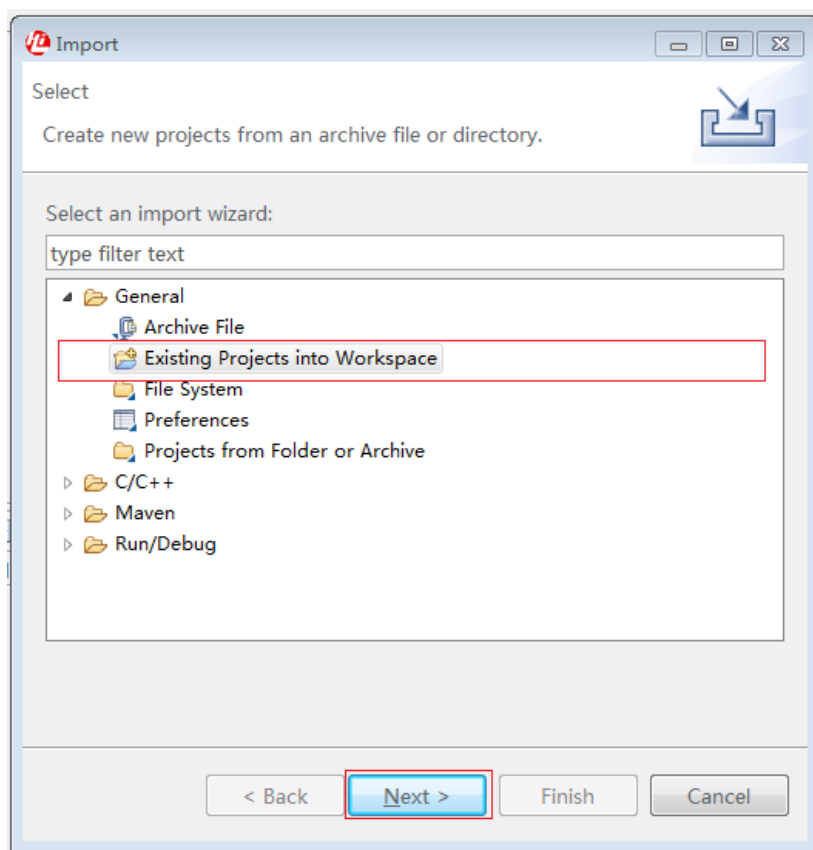 Import
Select
Create new projects from an archive file or directory.
Select an import wizard:
type filter text
General
Archive File
Existing Projects into Workspace
File System
Preferences
Projects from Folder or Archive
C/C++
Maven
Run/Debug
< Back Next > Finish Cancel